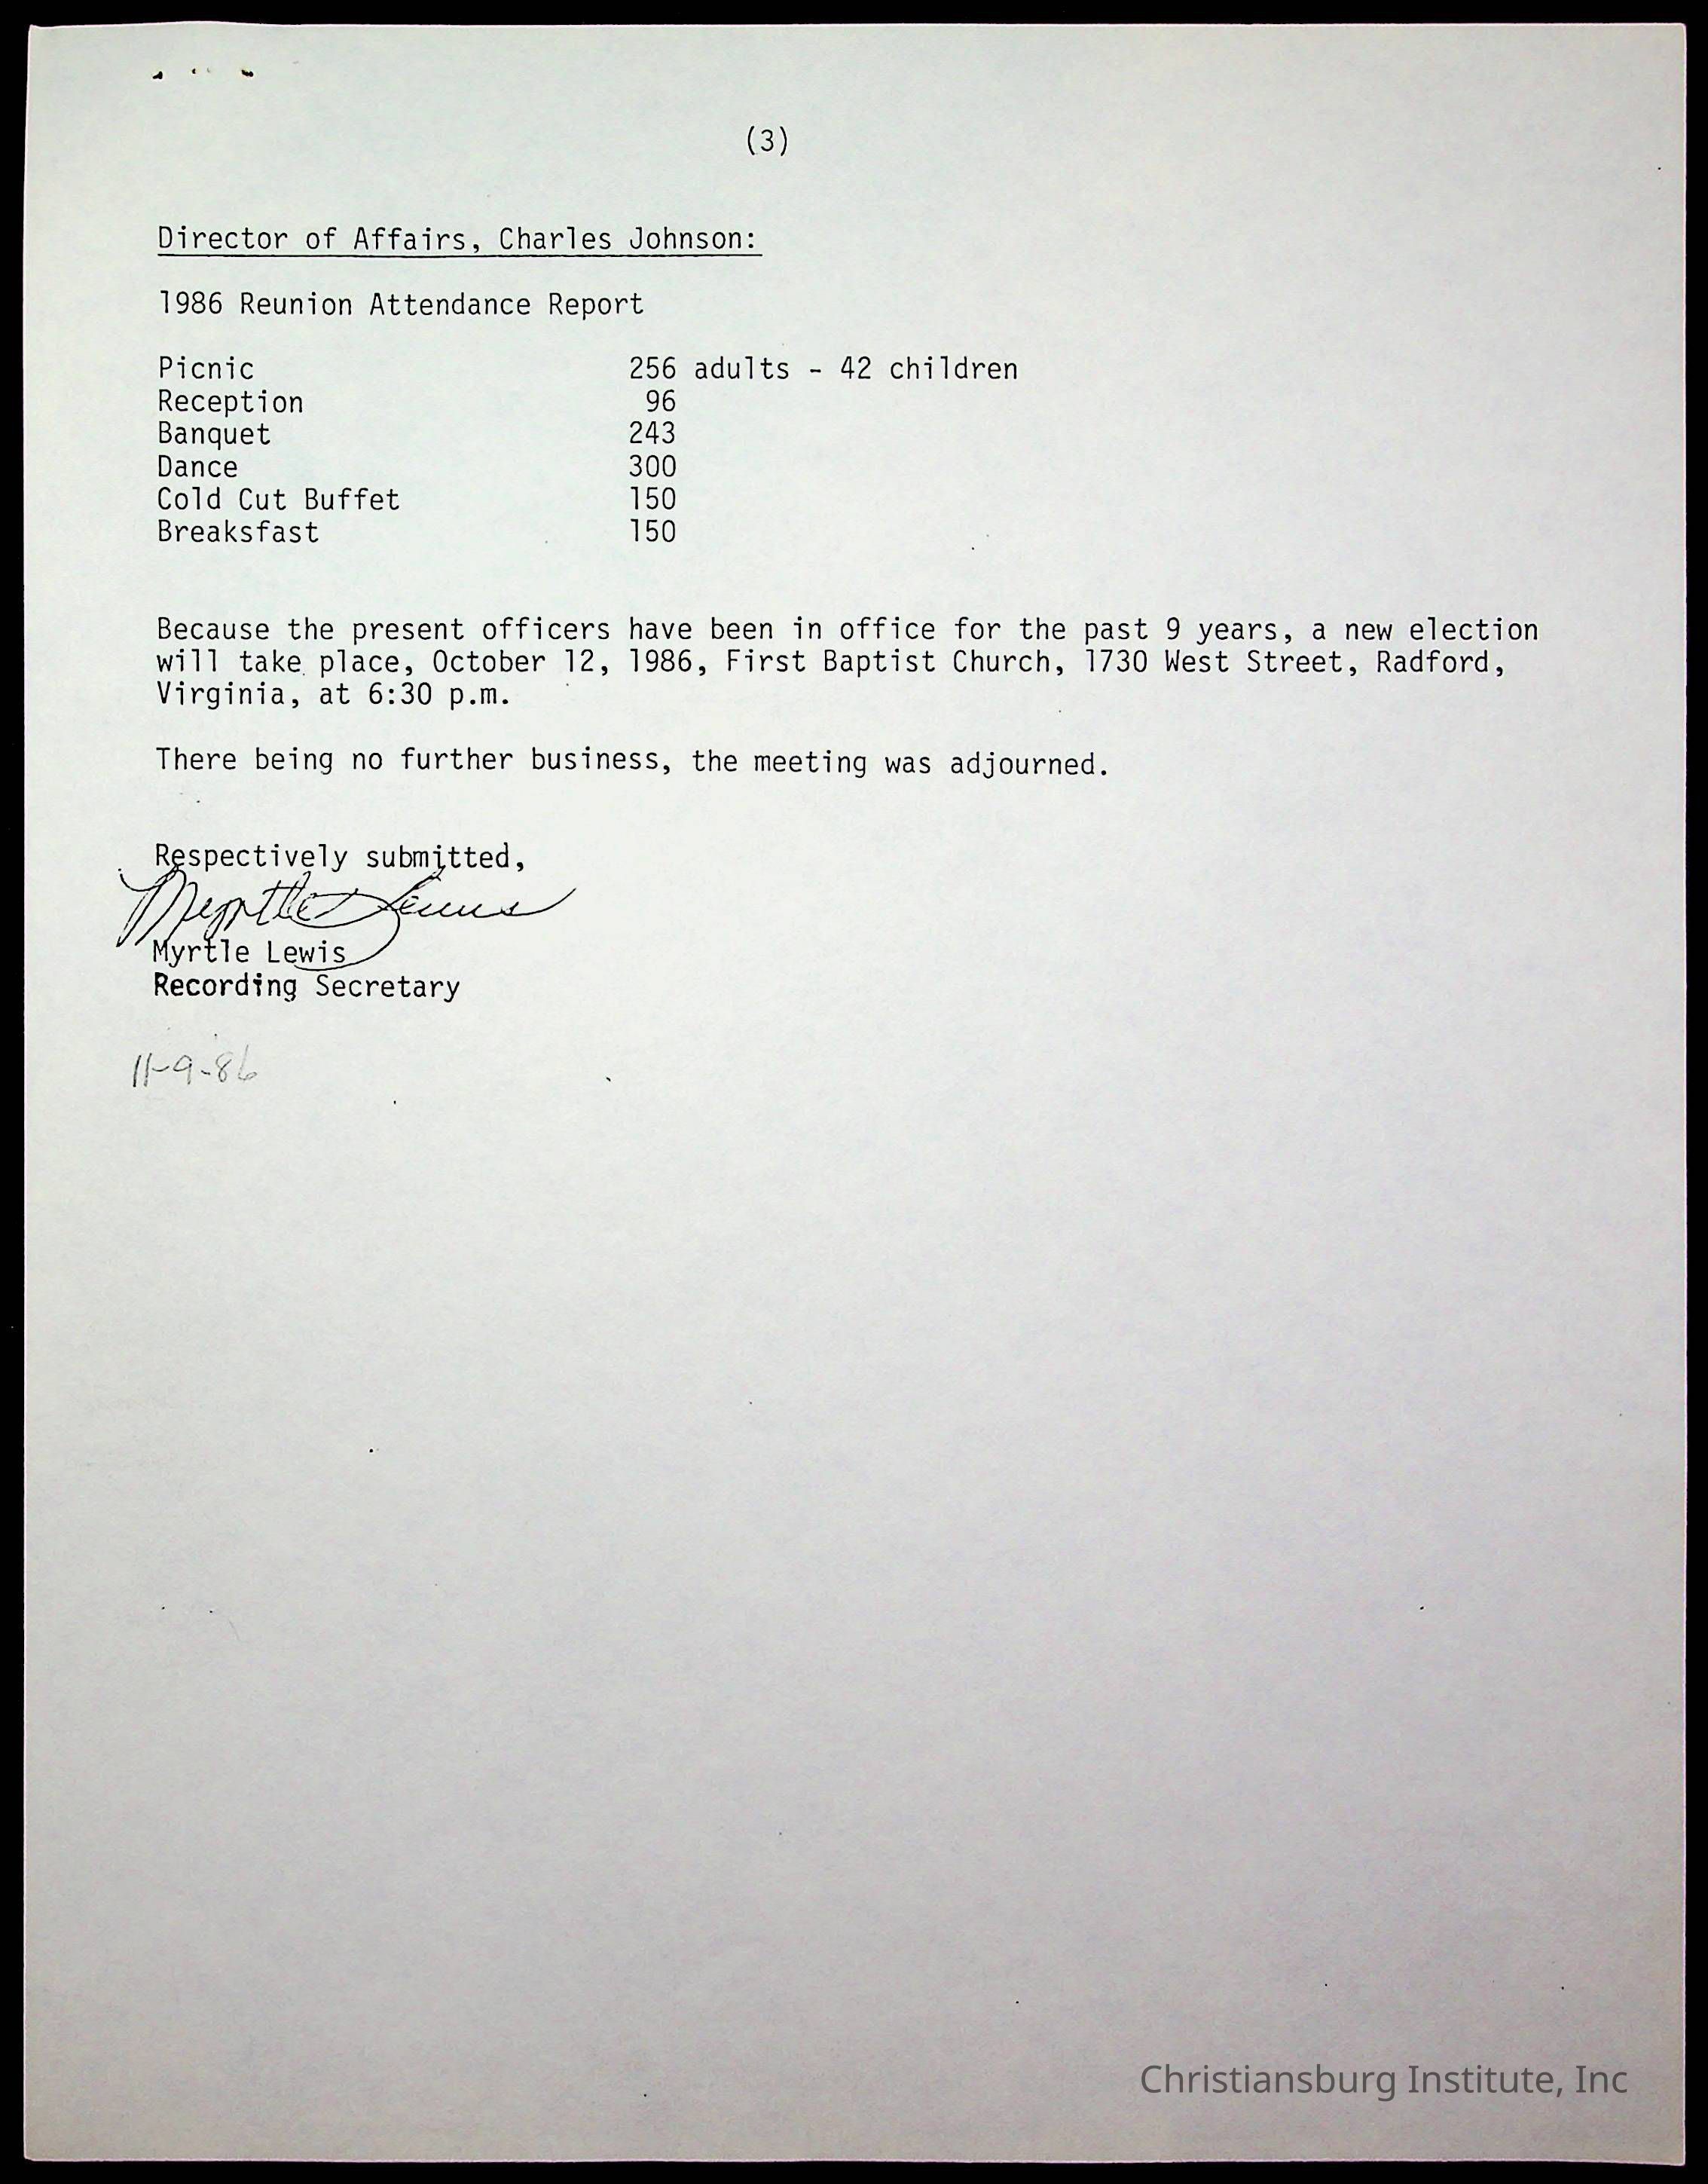 (3)
Director of Affairs, Charles Johnson:
1986 Reunion Attendance Report
Picnic 256 adults - 42 children
Reception 96
Banquet 243
Dance 300
Cold Cut Buffet 150
Breaksfast 150
Because the present officers have been in office for the past 9 years, a new election
will take place, October 12, 1986, First Baptist Church, 1730 West Street, Radford,
Virginia, at 6:30 p.m.
There being no further business, the meeting was adjourned.
Respectively submitted,
Myrtle Lewis
Myrtle Lewis
Recording Secretary
11-9-86
Christiansburg Institute, Inc